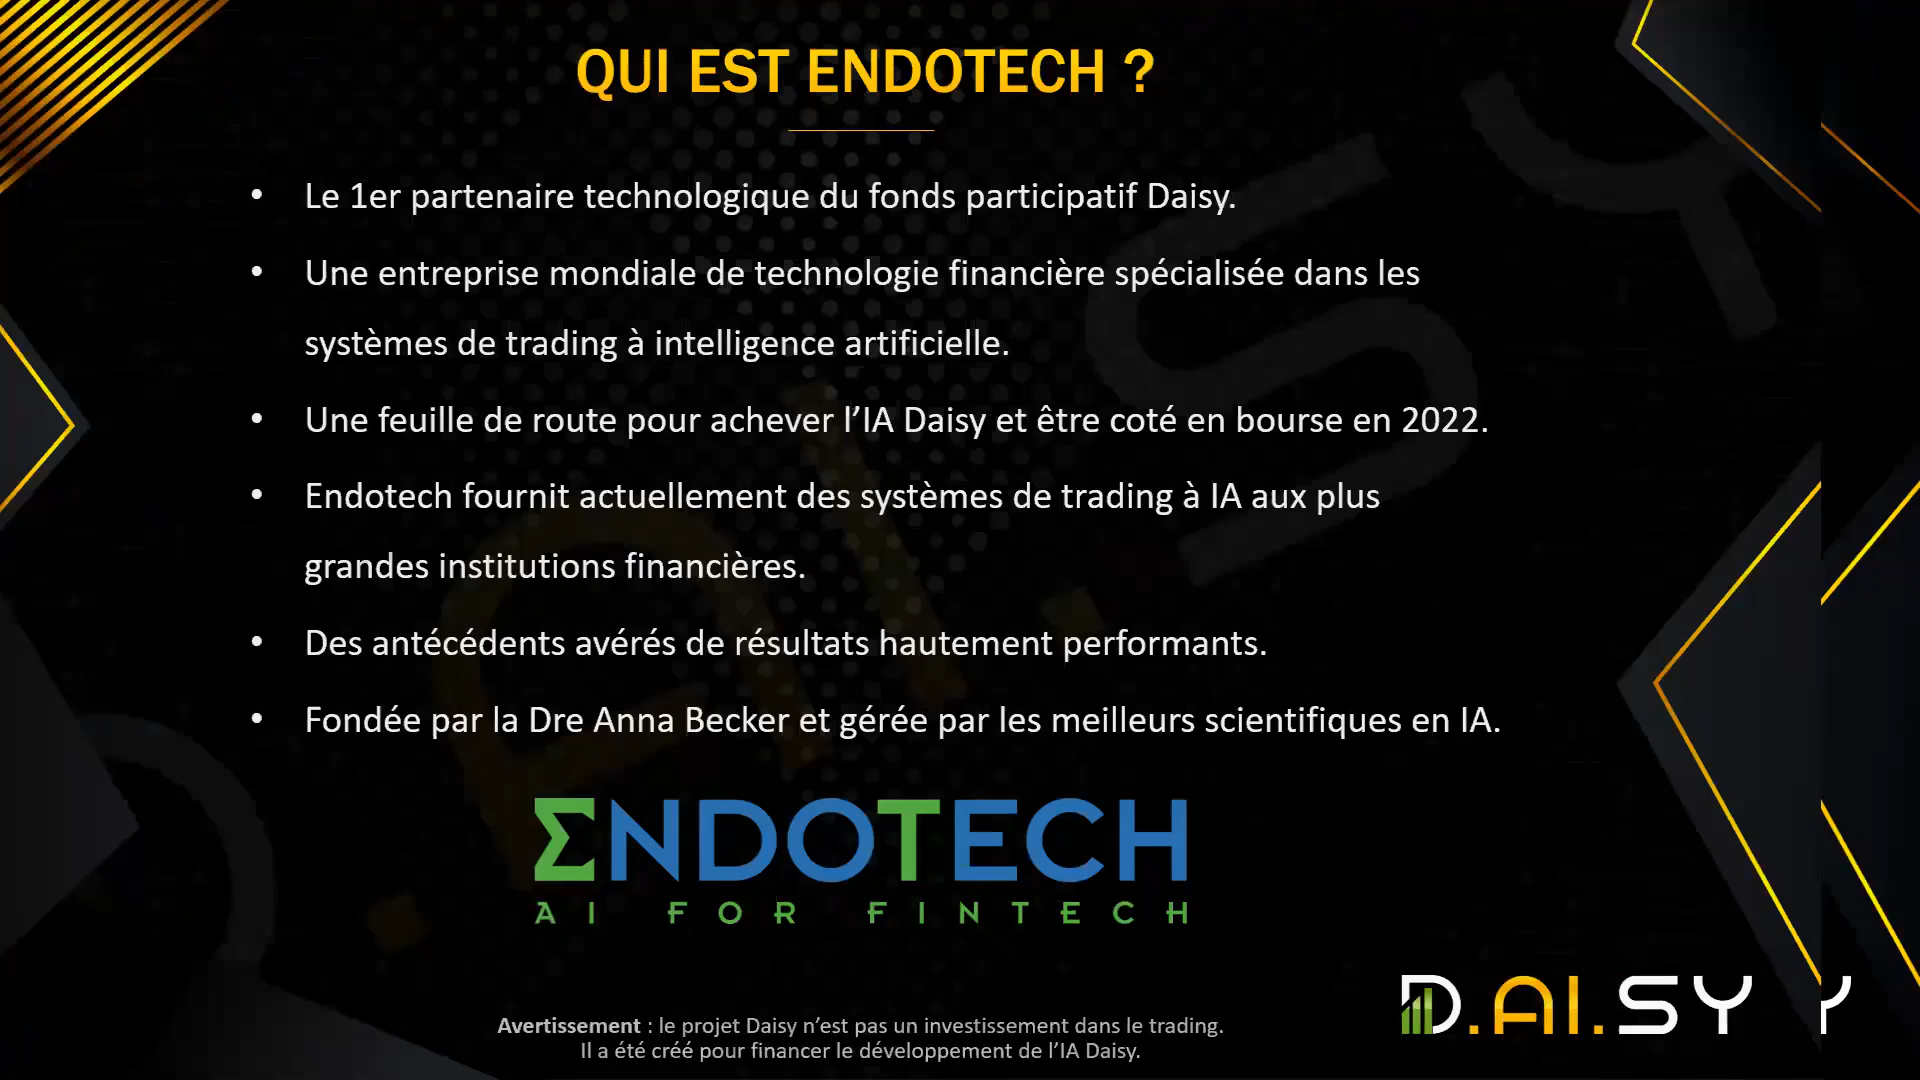 QUI EST ENDOTECH ?
• Le 1er partenaire technologique du fonds participatif Daisy.
• Une entreprise mondiale de technologie financière spécialisée dans les
systèmes de trading à intelligence artificielle.
• Une feuille de route pour achever l’IA Daisy et être coté en bourse en 2022.
• Endotech fournit actuellement des systèmes de trading à IA aux plus
grandes institutions financières.
• Des antécédents avérés de résultats hautement performants.
• Fondée par la Dre Anna Becker et gérée par les meilleurs scientifiques en IA.
ΣNDOTECH
AI FOR FINTECH
D.AI.SY Y
Avertissement : le projet Daisy n’est pas un investissement dans le trading.
Il a été créé pour financer le développement de l’IA Daisy.